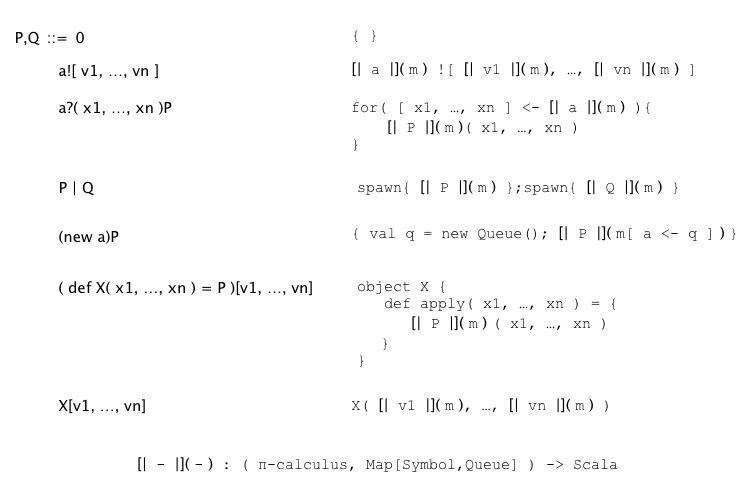 P,Q ::= 0 { }
a![ v1, ..., vn ] [| a |](m) ![ [| v1 |](m), ..., [| vn |](m) ]
a?( x1, ..., xn )P for( [ x1, ..., xn ] <- [| a |](m) ){
[| P |](m)( x1, ..., xn )
}
P | Q spawn{ [| P |](m) };spawn{ [| Q |](m) }
(new a)P { val q = new Queue(); [| P |](m[ a <- q ])}
( def X( x1, ..., xn ) = P )[v1, ..., vn] object X {
def apply( x1, ..., xn ) = {
[| P |](m)( x1, ..., xn )
}
}
X[v1, ..., vn] X( [| v1 |](m), ..., [| vn |](m) )
[| - |](-) : ( π-calculus, Map[Symbol,Queue] ) -> Scala